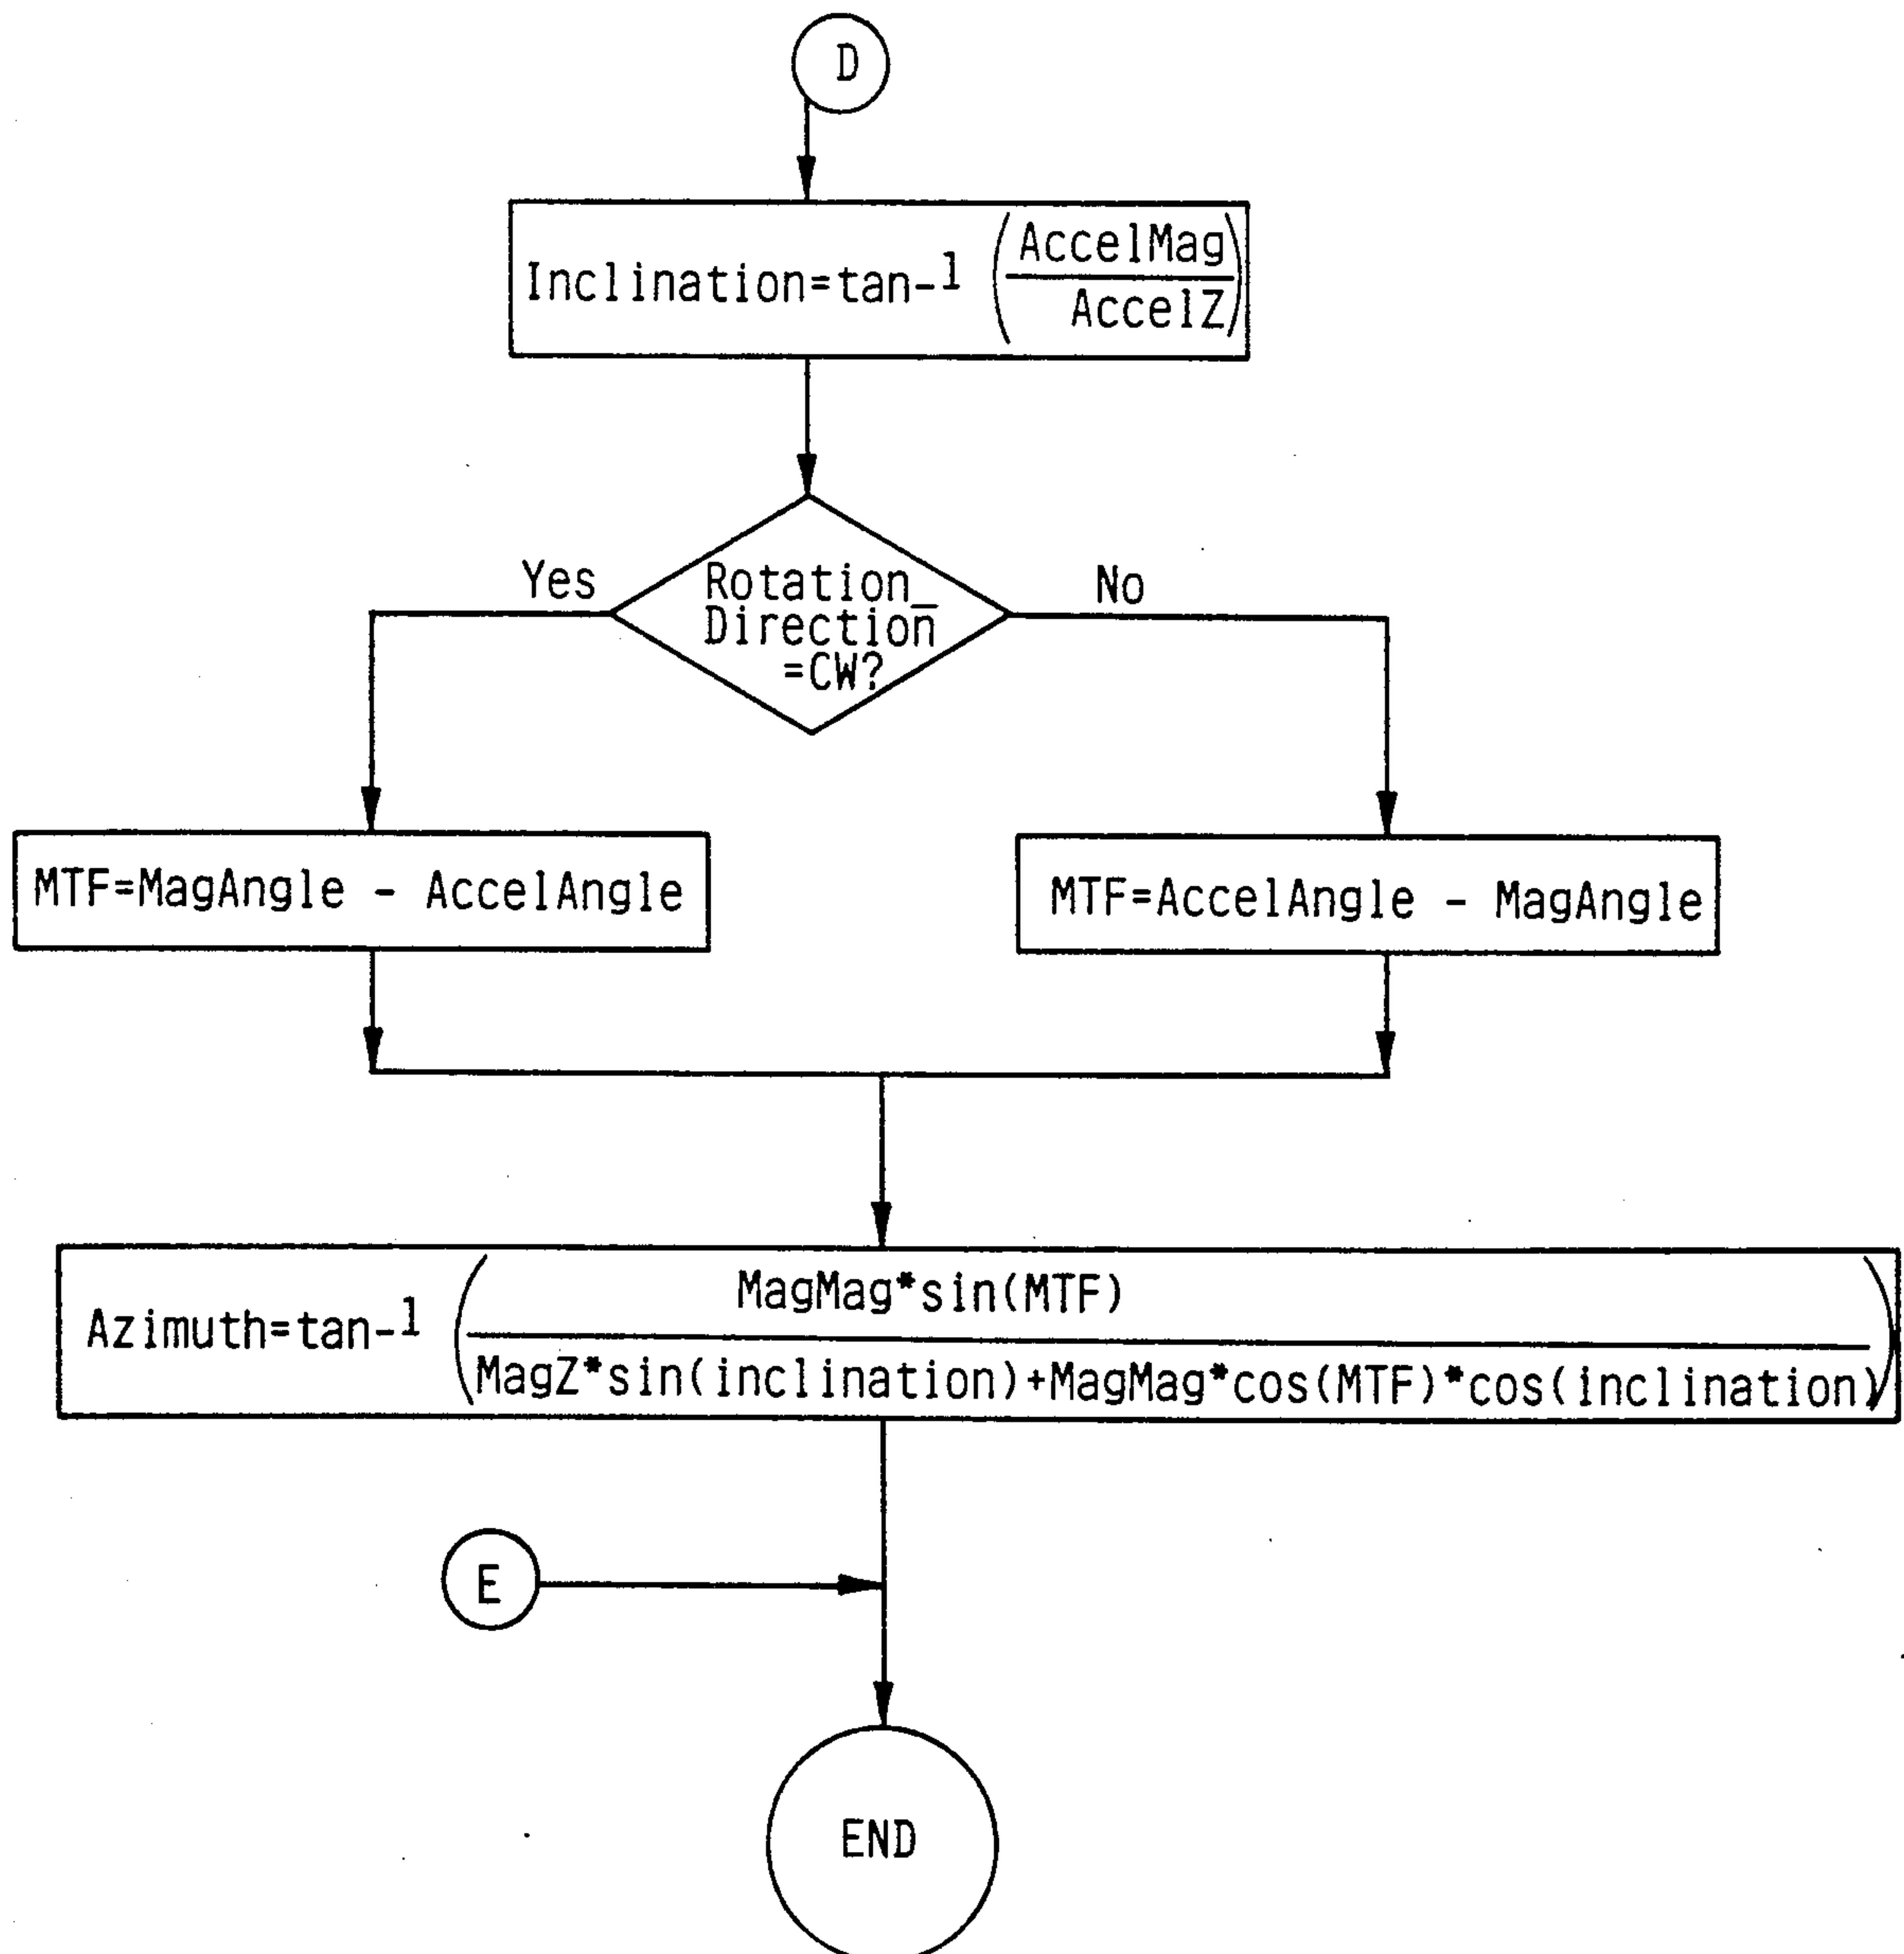 D
Inclination=tan-1 (AccelMag
AccelZ)
Yes
Rotation_
Direction
=CW?
No
MTF=MagAngle - AccelAngle
MTF=AccelAngle - MagAngle
Azimuth=tan-1 (MagMag*sin(MTF)
MagZ*sin(inclination)+MagMag*cos(MTF)*cos(inclination))
E
END